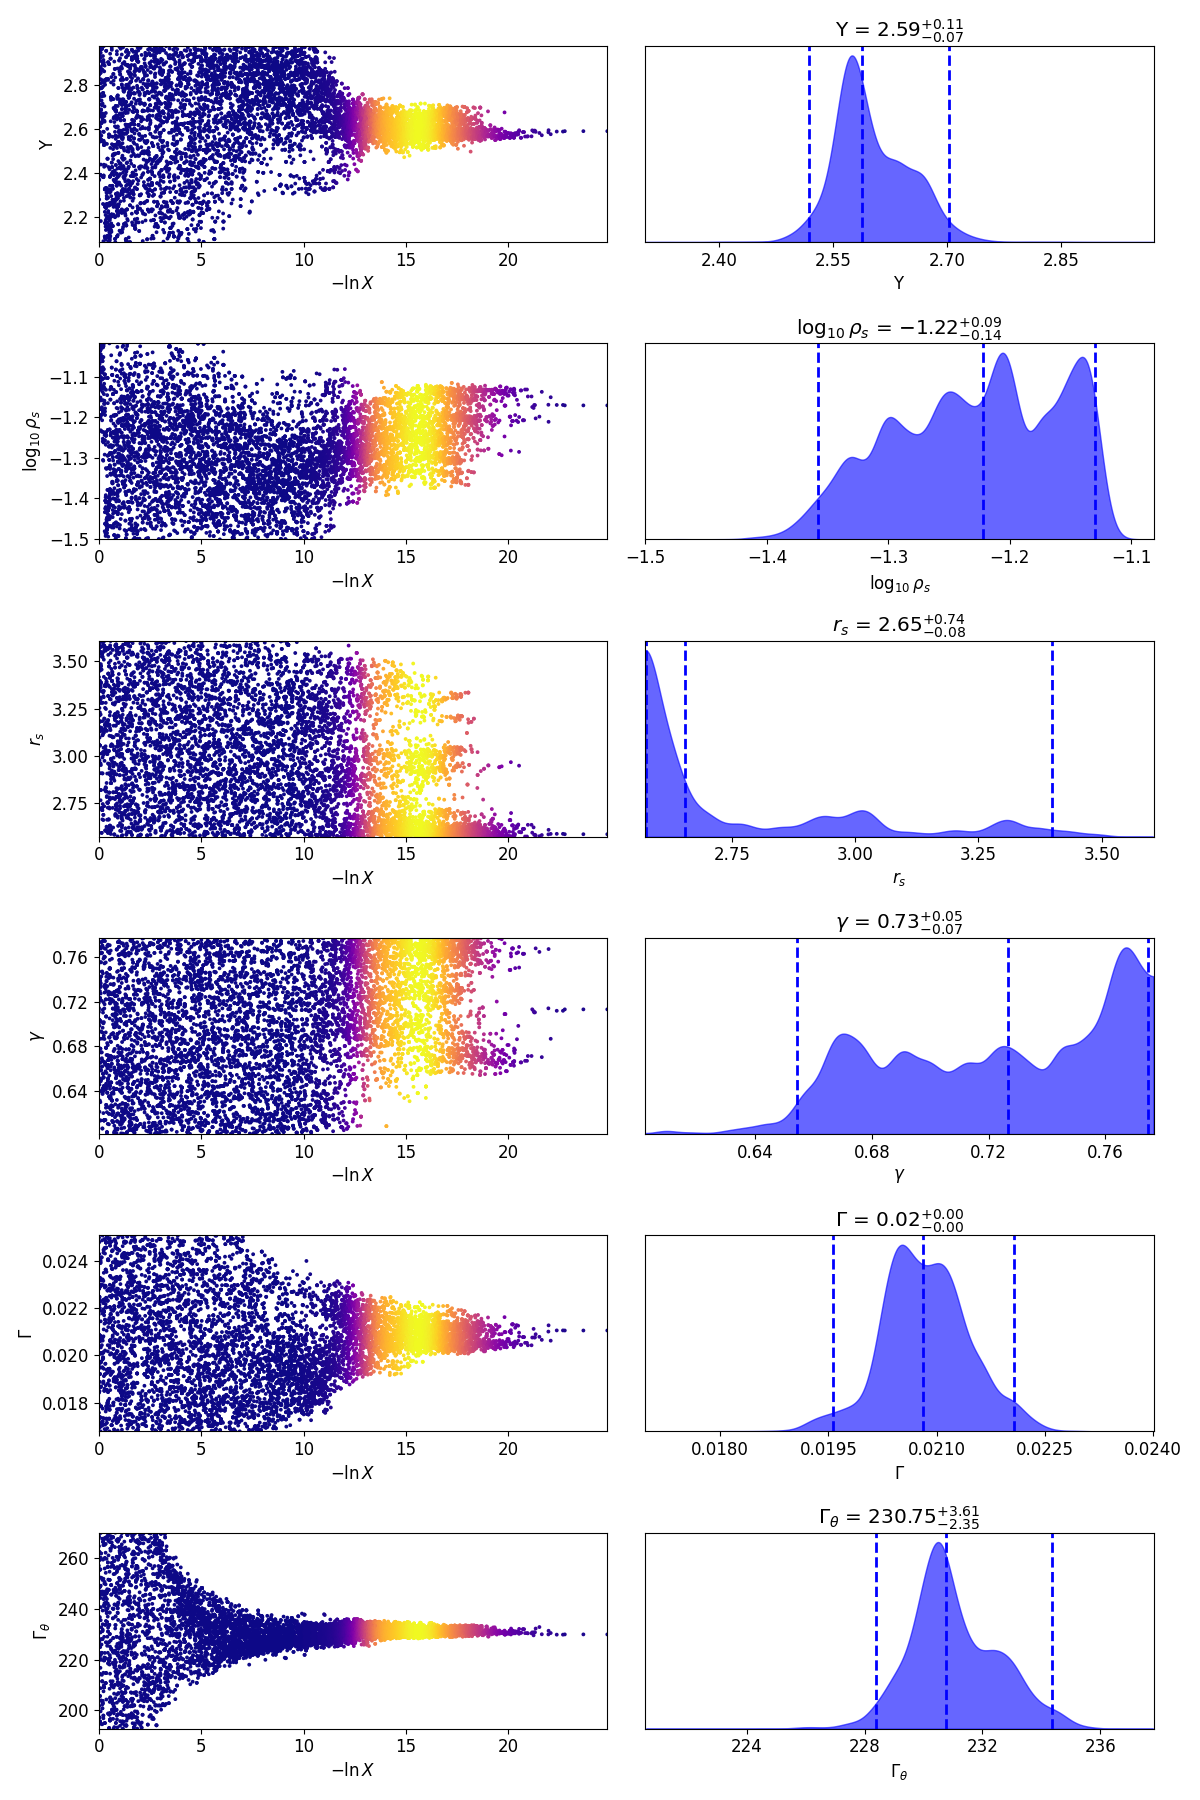 Y = 2.59^{+0.11}_{-0.07}
Y
2.8
2.6
2.4
2.2
0 5 10 15 20
−ln X
2.40 2.55 2.70 2.85
Y
log₁₀ ρₛ = −1.22^{+0.09}_{-0.14}
log₁₀ ρₛ
−1.1
−1.2
−1.3
−1.4
−1.5
0 5 10 15 20
−ln X
−1.5 −1.4 −1.3 −1.2 −1.1
log₁₀ ρₛ
rₛ = 2.65^{+0.74}_{-0.08}
rₛ
3.50
3.25
3.00
2.75
0 5 10 15 20
−ln X
2.75 3.00 3.25 3.50
rₛ
γ = 0.73^{+0.05}_{-0.07}
γ
0.76
0.72
0.68
0.64
0 5 10 15 20
−ln X
0.64 0.68 0.72 0.76
γ
Γ = 0.02^{+0.00}_{-0.00}
Γ
0.024
0.022
0.020
0.018
0 5 10 15 20
−ln X
0.0180 0.0195 0.0210 0.0225 0.0240
Γ
Γ_θ = 230.75^{+3.61}_{-2.35}
Γ_θ
260
240
220
200
0 5 10 15 20
−ln X
224 228 232 236
Γ_θ